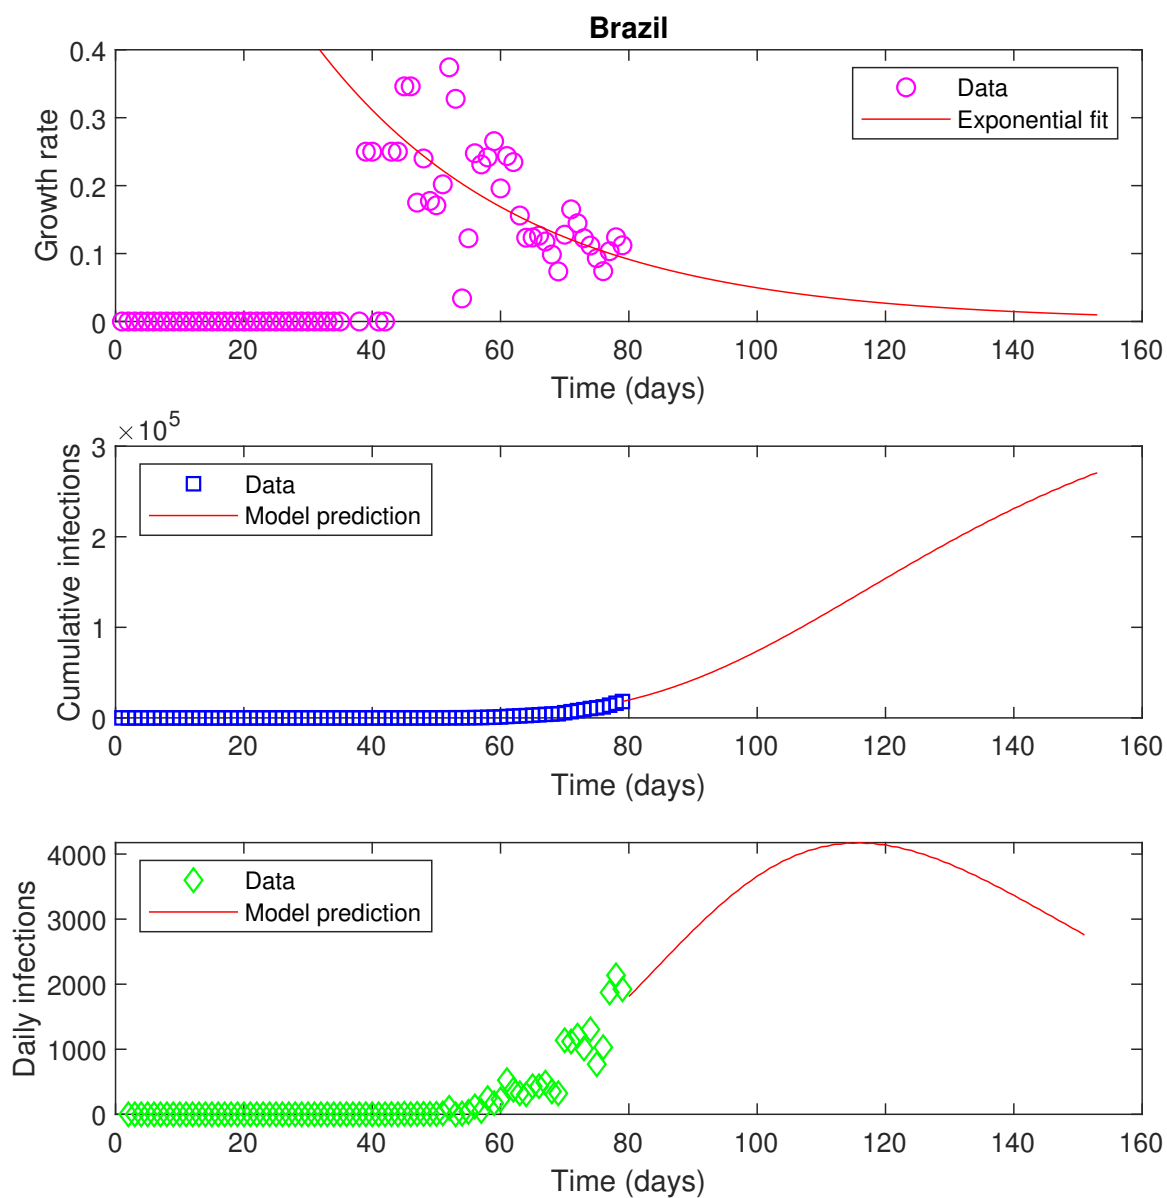 Brazil
0.4
0.3
0.2
0.1
0
Growth rate
Data
Exponential fit
0 20 40 60 80 100 120 140 160
Time (days)
×10^5
3
2
1
0
Cumulative infections
Data
Model prediction
0 20 40 60 80 100 120 140 160
Time (days)
4000
3000
2000
1000
0
Daily infections
Data
Model prediction
0 20 40 60 80 100 120 140 160
Time (days)